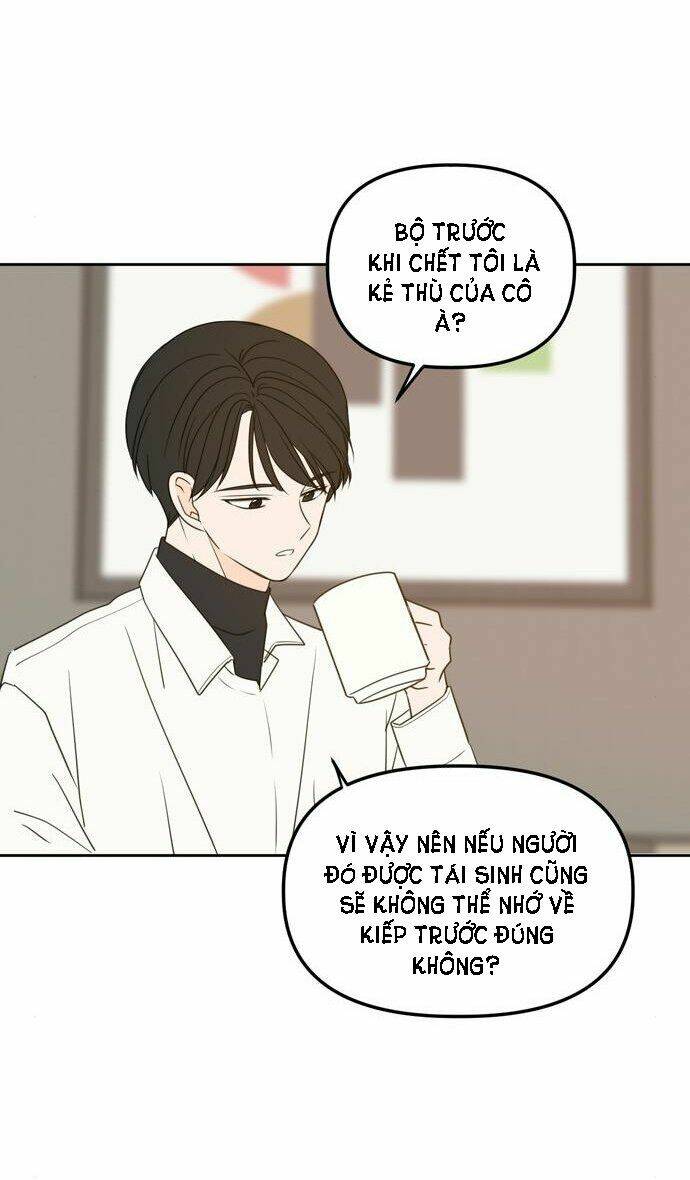 BỘ TRƯỚC
KHI CHẾT TÔI LÀ
KẺ THÙ CỦA CÔ
À?
VÌ VẬY NÊN NẾU NGƯỜI
ĐÓ ĐƯỢC TÁI SINH CŨNG
SẼ KHÔNG THỂ NHỚ VỀ
KIẾP TRƯỚC ĐÚNG
KHÔNG?